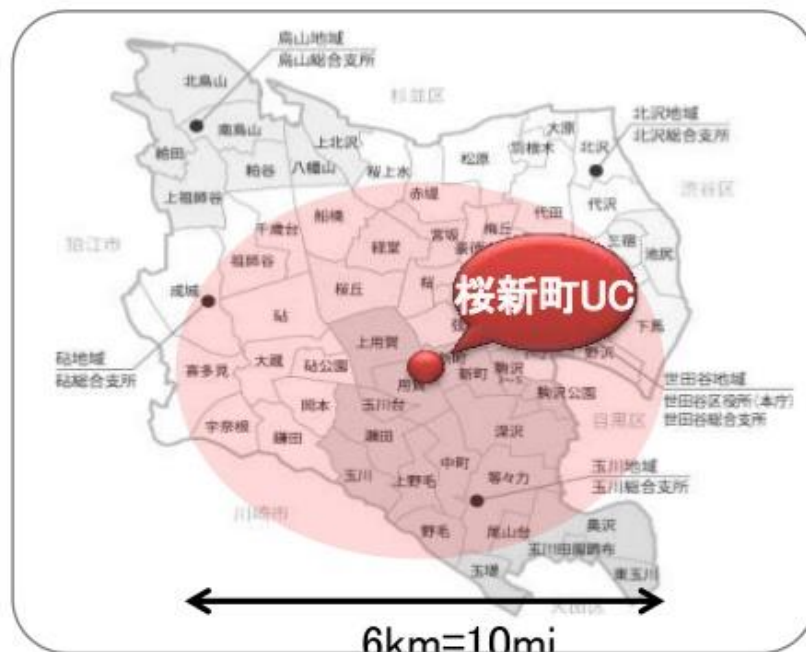 烏山地域
烏山総合支所
北烏山
杉並区
北沢地域
北沢総合支所
大原
北沢
羽根木
南烏山
上北沢
松原
給田
粕谷
八幡山
桜上水
渋谷区
上祖師谷
赤堤
代沢
船橋
代田
千歳台
宮坂
梅丘
三宿
池尻
狛江市
祖師谷
経堂
成城
桜丘
桜
桜新町UC
砧
下馬
上用賀
砧地域
砧総合支所
大蔵
砧公園
新町
駒沢
野沢
喜多見
用賀
世田谷地域
世田谷区役所(本庁)
世田谷総合支所
岡本
玉川台
駒沢公園
目黒区
宇奈根
鎌田
瀬田
深沢
中町
玉川
上野毛
等々力
玉川地域
玉川総合支所
川崎市
野毛
尾山台
奥沢
玉川田園調布
玉堤
東玉川
大田区
6km=10mi